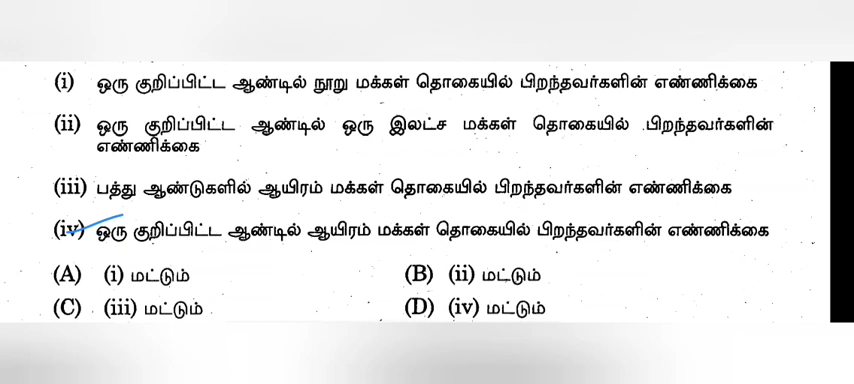 (i) ஒரு குறிப்பிட்ட ஆண்டில் நூறு மக்கள் தொகையில் பிறந்தவர்களின் எண்ணிக்கை
(ii) ஒரு குறிப்பிட்ட ஆண்டில் ஒரு இலட்ச மக்கள் தொகையில் பிறந்தவர்களின்
எண்ணிக்கை
(iii) பத்து ஆண்டுகளில் ஆயிரம் மக்கள் தொகையில் பிறந்தவர்களின் எண்ணிக்கை
(iv) ஒரு குறிப்பிட்ட ஆண்டில் ஆயிரம் மக்கள் தொகையில் பிறந்தவர்களின் எண்ணிக்கை
(A) (i) மட்டும் (B) (ii) மட்டும்
(C) (iii) மட்டும் (D) (iv) மட்டும்